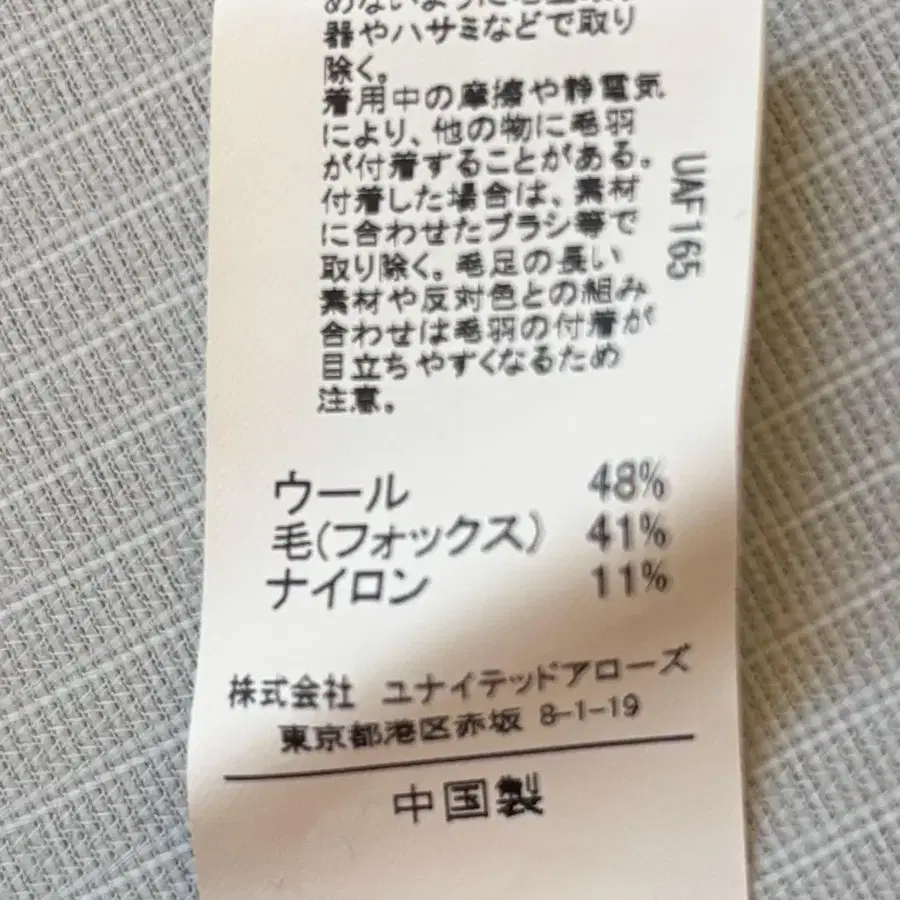 器やハサミなどで取り
除く。
着用中の摩擦や静電気
により、他の物に毛羽
が付着することがある。
付着した場合は、素材
に合わせたブラシ等で
取り除く。毛足の長い
素材や反対色との組み
合わせは毛羽の付着が
目立ちやすくなるため
注意。
UAF165
ウール 48%
毛(フォックス) 41%
ナイロン 11%
株式会社 ユナイテッドアローズ
東京都港区赤坂 8-1-19
中国製